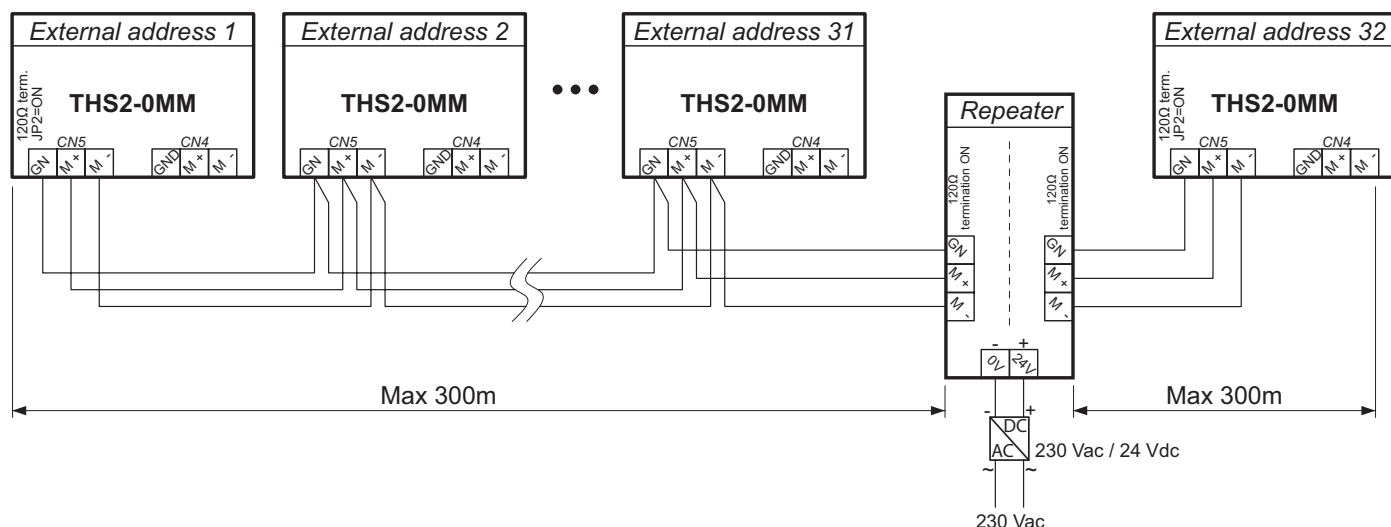 External address 1
120Ω term.
JP2=ON
THS2-0MM
CN5
CN4
GN
M +
M -
GND
M +
M -
External address 2
THS2-0MM
CN5
CN4
GN
M +
M -
GND
M +
M -
•••
External address 31
THS2-0MM
CN5
CN4
GN
M +
M -
GND
M +
M -
Repeater
120Ω
termination ON
120Ω
termination ON
GN
M +
M -
GN
M +
M -
- +
0V 24V
External address 32
120Ω term.
JP2=ON
THS2-0MM
CN5
CN4
GN
M +
M -
GND
M +
M -
Max 300m
Max 300m
- +
DC
AC
230 Vac / 24 Vdc
~ ~
230 Vac